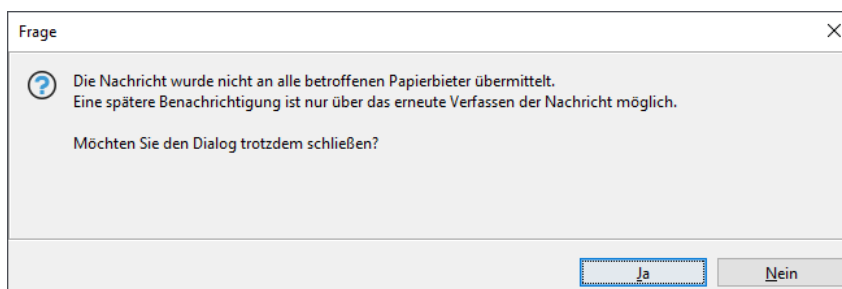 Frage
Die Nachricht wurde nicht an alle betroffenen Papierbieter übermittelt.
Eine spätere Benachrichtigung ist nur über das erneute Verfassen der Nachricht möglich.
Möchten Sie den Dialog trotzdem schließen?
Ja
Nein